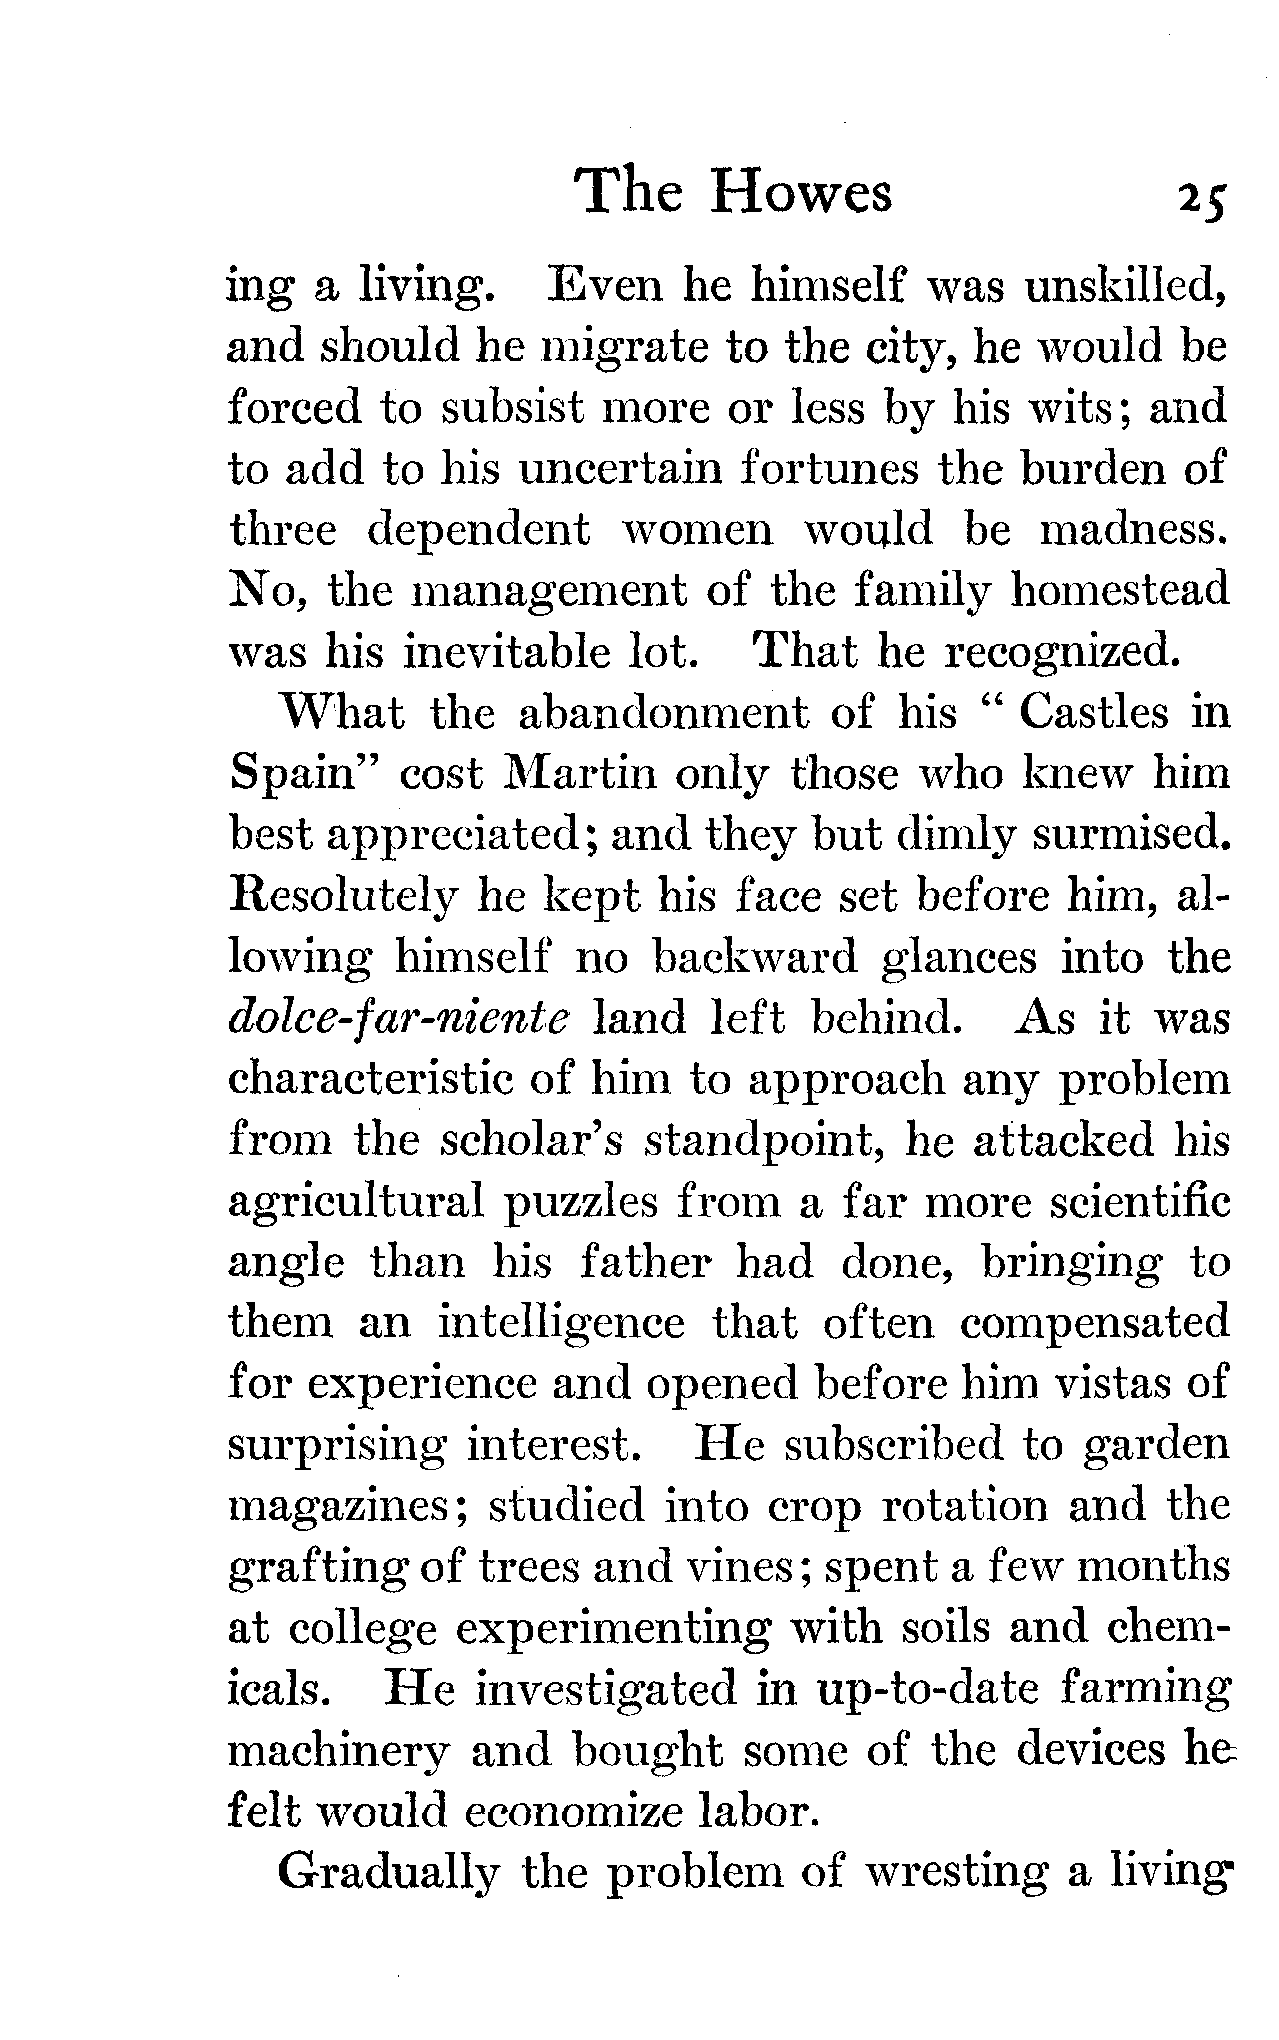 The Howes 25
ing a living. Even he himself was unskilled,
and should he migrate to the city, he would be
forced to subsist more or less by his wits; and
to add to his uncertain fortunes the burden of
three dependent women would be madness.
No, the management of the family homestead
was his inevitable lot. That he recognized.
What the abandonment of his “ Castles in
Spain” cost Martin only those who knew him
best appreciated; and they but dimly surmised.
Resolutely he kept his face set before him, al-
lowing himself no backward glances into the
dolce-far-niente land left behind. As it was
characteristic of him to approach any problem
from the scholar’s standpoint, he attacked his
agricultural puzzles from a far more scientific
angle than his father had done, bringing to
them an intelligence that often compensated
for experience and opened before him vistas of
surprising interest. He subscribed to garden
magazines; studied into crop rotation and the
grafting of trees and vines; spent a few months
at college experimenting with soils and chem-
icals. He investigated in up-to-date farming
machinery and bought some of the devices he
felt would economize labor.
Gradually the problem of wresting a living